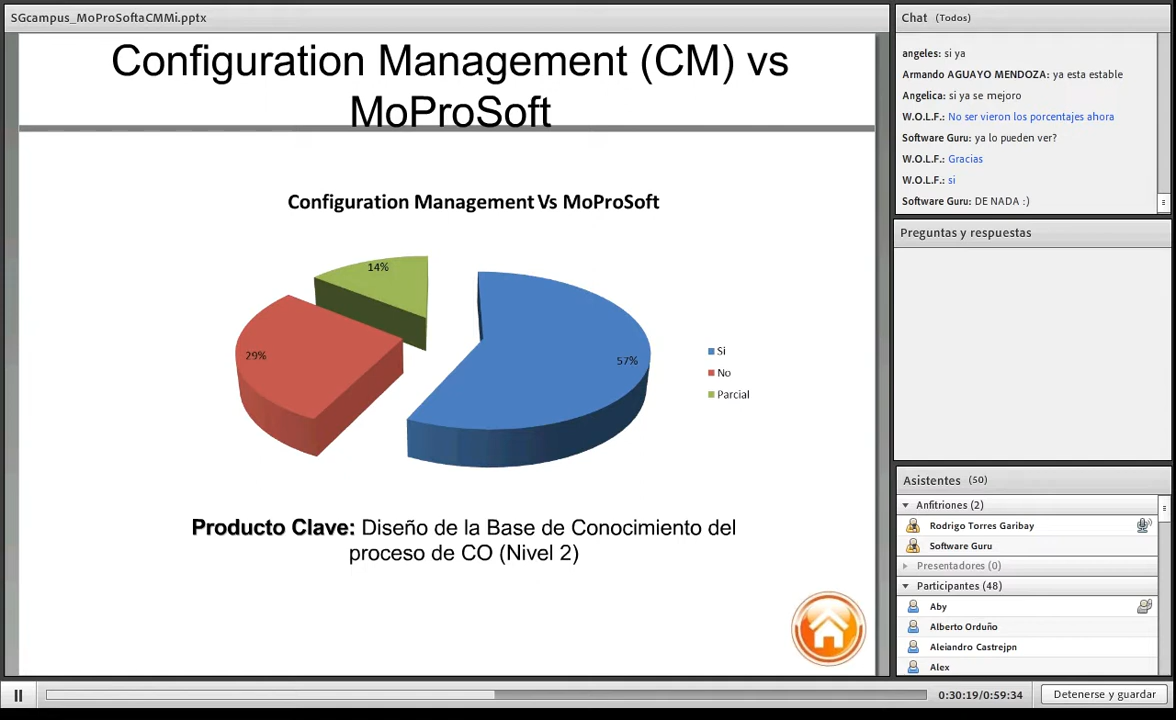 SGcampus_MoProSoftaCMMi.pptx
Configuration Management (CM) vs
MoProSoft
Configuration Management Vs MoProSoft
14%
29%
57%
Si
No
Parcial
Producto Clave: Diseño de la Base de Conocimiento del
proceso de CO (Nivel 2)
Chat (Todos)
angeles: si ya
Armando AGUAYO MENDOZA: ya esta estable
Angelica: si ya se mejoro
W.O.L.F.: No ser vieron los porcentajes ahora
Software Guru: ya lo pueden ver?
W.O.L.F.: Gracias
W.O.L.F.: si
Software Guru: DE NADA :)
Preguntas y respuestas
Asistentes (50)
Anfitriones (2)
Rodrigo Torres Garibay
Software Guru
Presentadores (0)
Participantes (48)
Aby
Alberto Orduño
Alejandro Castrejpn
Alex
0:30:19/0:59:34
Detenerse y guardar